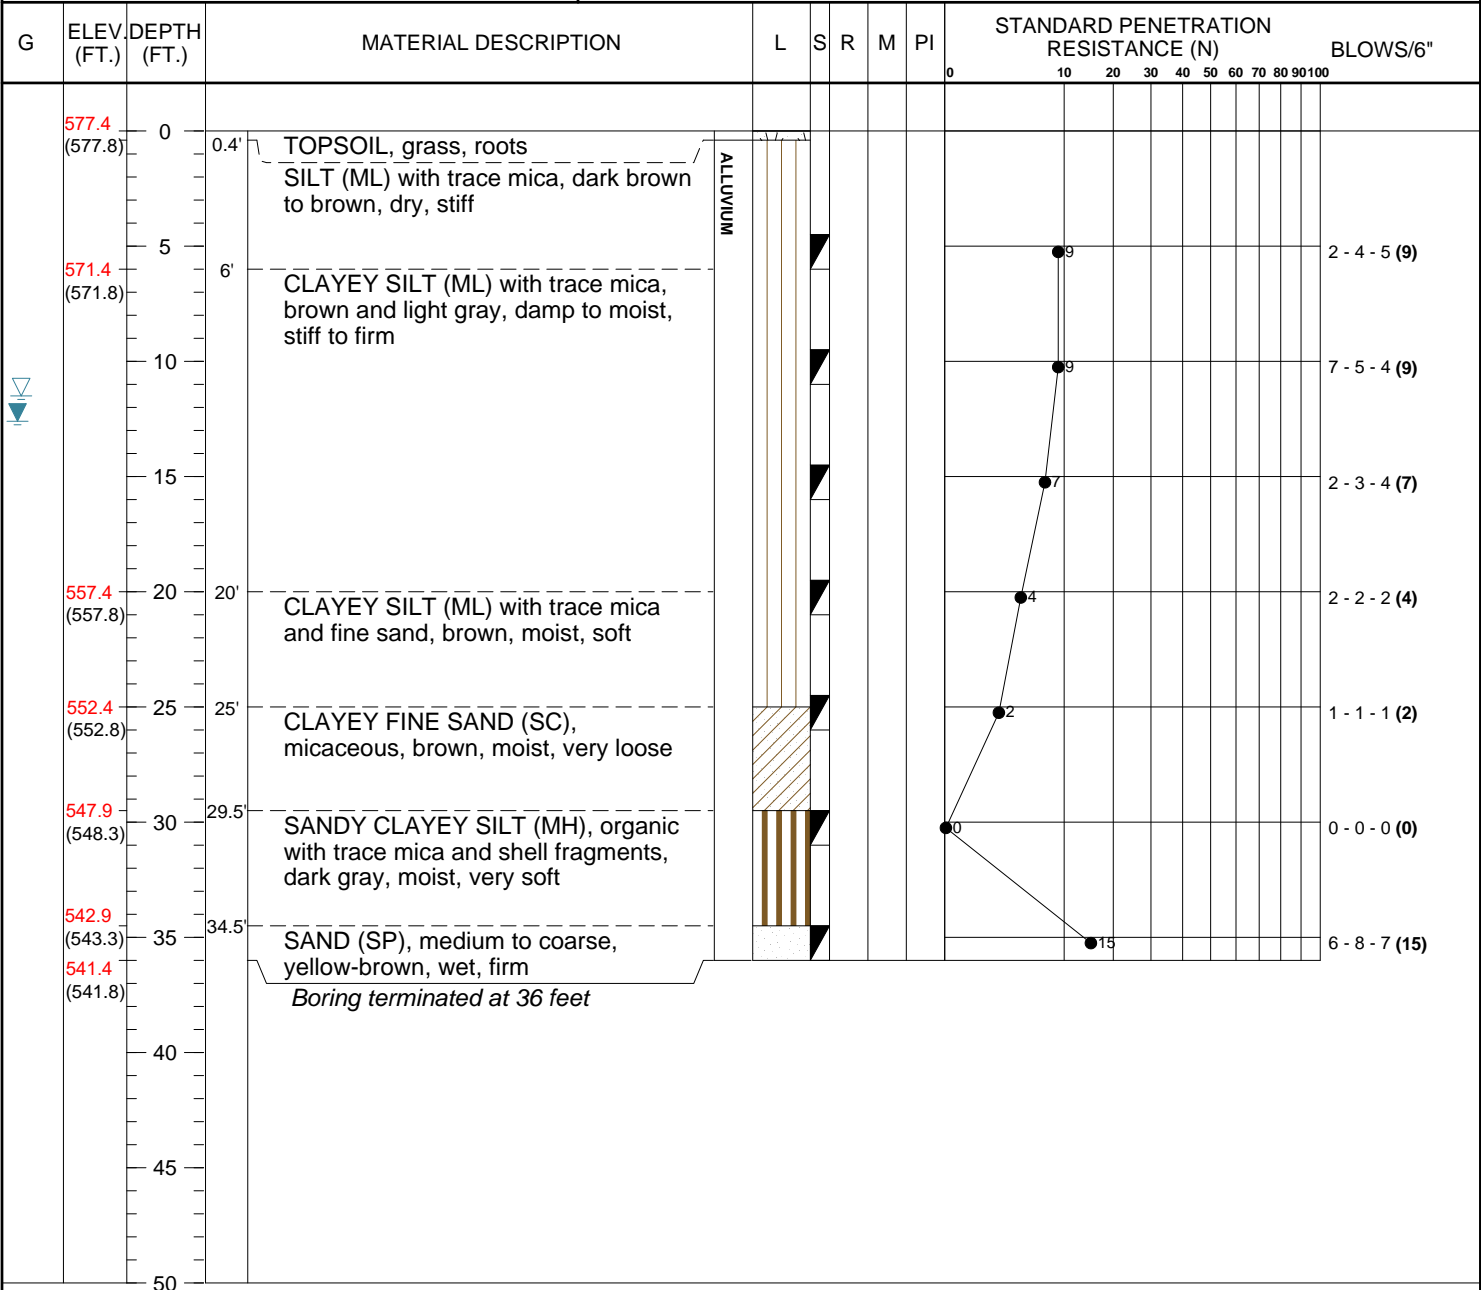 G
ELEV. (FT.)
DEPTH (FT.)
MATERIAL DESCRIPTION
L
S
R
M
PI
STANDARD PENETRATION
RESISTANCE (N)
BLOWS/6"
0 10 20 30 40 50 60 70 80 90 100
577.4
(577.8)
0
0.4'
TOPSOIL, grass, roots
SILT (ML) with trace mica, dark brown
to brown, dry, stiff
ALLUVIUM
5
9
2 - 4 - 5 (9)
571.4
(571.8)
6'
CLAYEY SILT (ML) with trace mica,
brown and light gray, damp to moist,
stiff to firm
10
9
7 - 5 - 4 (9)
15
7
2 - 3 - 4 (7)
557.4
(557.8)
20
20'
CLAYEY SILT (ML) with trace mica
and fine sand, brown, moist, soft
4
2 - 2 - 2 (4)
552.4
(552.8)
25
25'
CLAYEY FINE SAND (SC),
micaceous, brown, moist, very loose
2
1 - 1 - 1 (2)
547.9
(548.3)
29.5'
30
SANDY CLAYEY SILT (MH), organic
with trace mica and shell fragments,
dark gray, moist, very soft
0
0 - 0 - 0 (0)
542.9
(543.3)
34.5'
35
SAND (SP), medium to coarse,
yellow-brown, wet, firm
15
6 - 8 - 7 (15)
541.4
(541.8)
Boring terminated at 36 feet
40
45
50